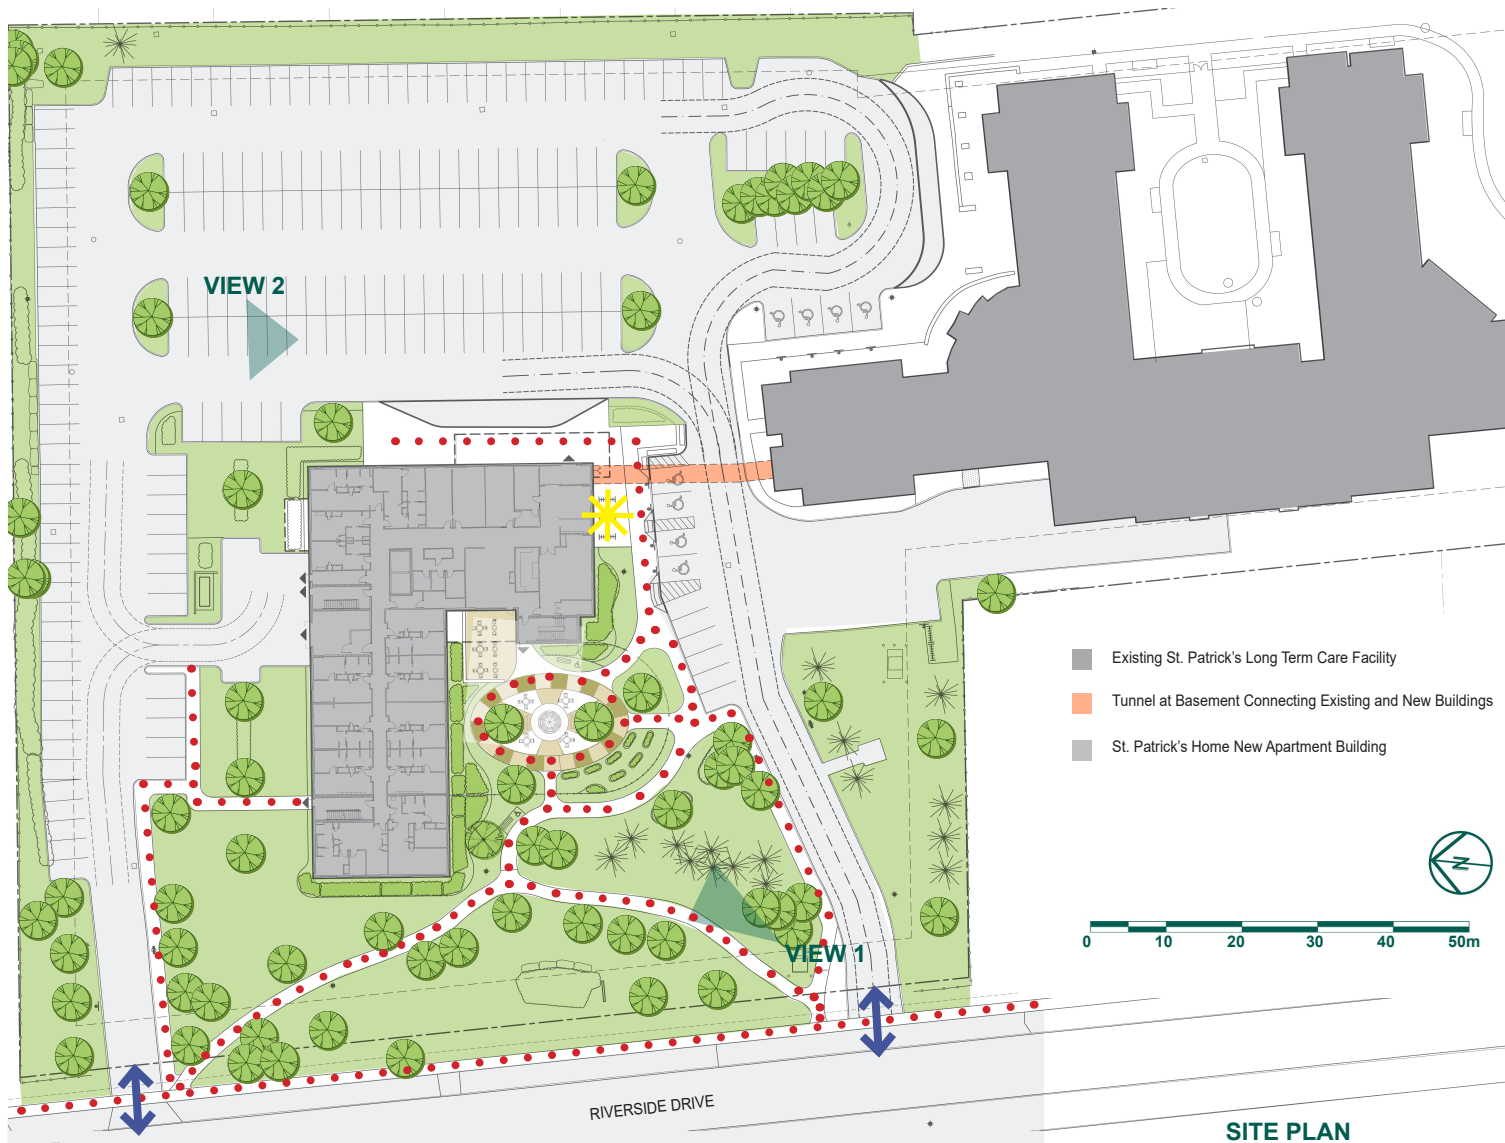 VIEW 2
Existing St. Patrick's Long Term Care Facility
Tunnel at Basement Connecting Existing and New Buildings
St. Patrick's Home New Apartment Building
N
0 10 20 30 40 50m
VIEW 1
RIVERSIDE DRIVE
SITE PLAN